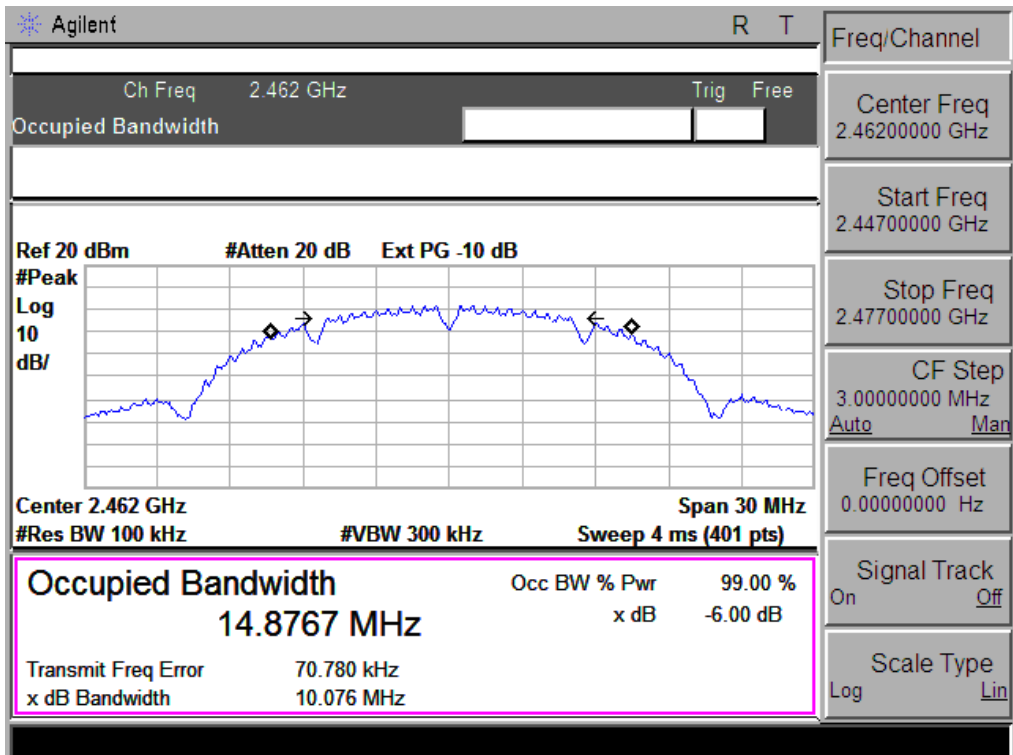 Agilent
R T
Ch Freq 2.462 GHz
Trig Free
Occupied Bandwidth
Ref 20 dBm #Atten 20 dB Ext PG -10 dB
#Peak
Log
10
dB/
Center 2.462 GHz Span 30 MHz
#Res BW 100 kHz #VBW 300 kHz Sweep 4 ms (401 pts)
Occupied Bandwidth
14.8767 MHz
Occ BW % Pwr 99.00 %
x dB -6.00 dB
Transmit Freq Error 70.780 kHz
x dB Bandwidth 10.076 MHz
Freq/Channel
Center Freq
2.46200000 GHz
Start Freq
2.44700000 GHz
Stop Freq
2.47700000 GHz
CF Step
3.00000000 MHz
Auto Man
Freq Offset
0.00000000 Hz
Signal Track
On Off
Scale Type
Log Lin